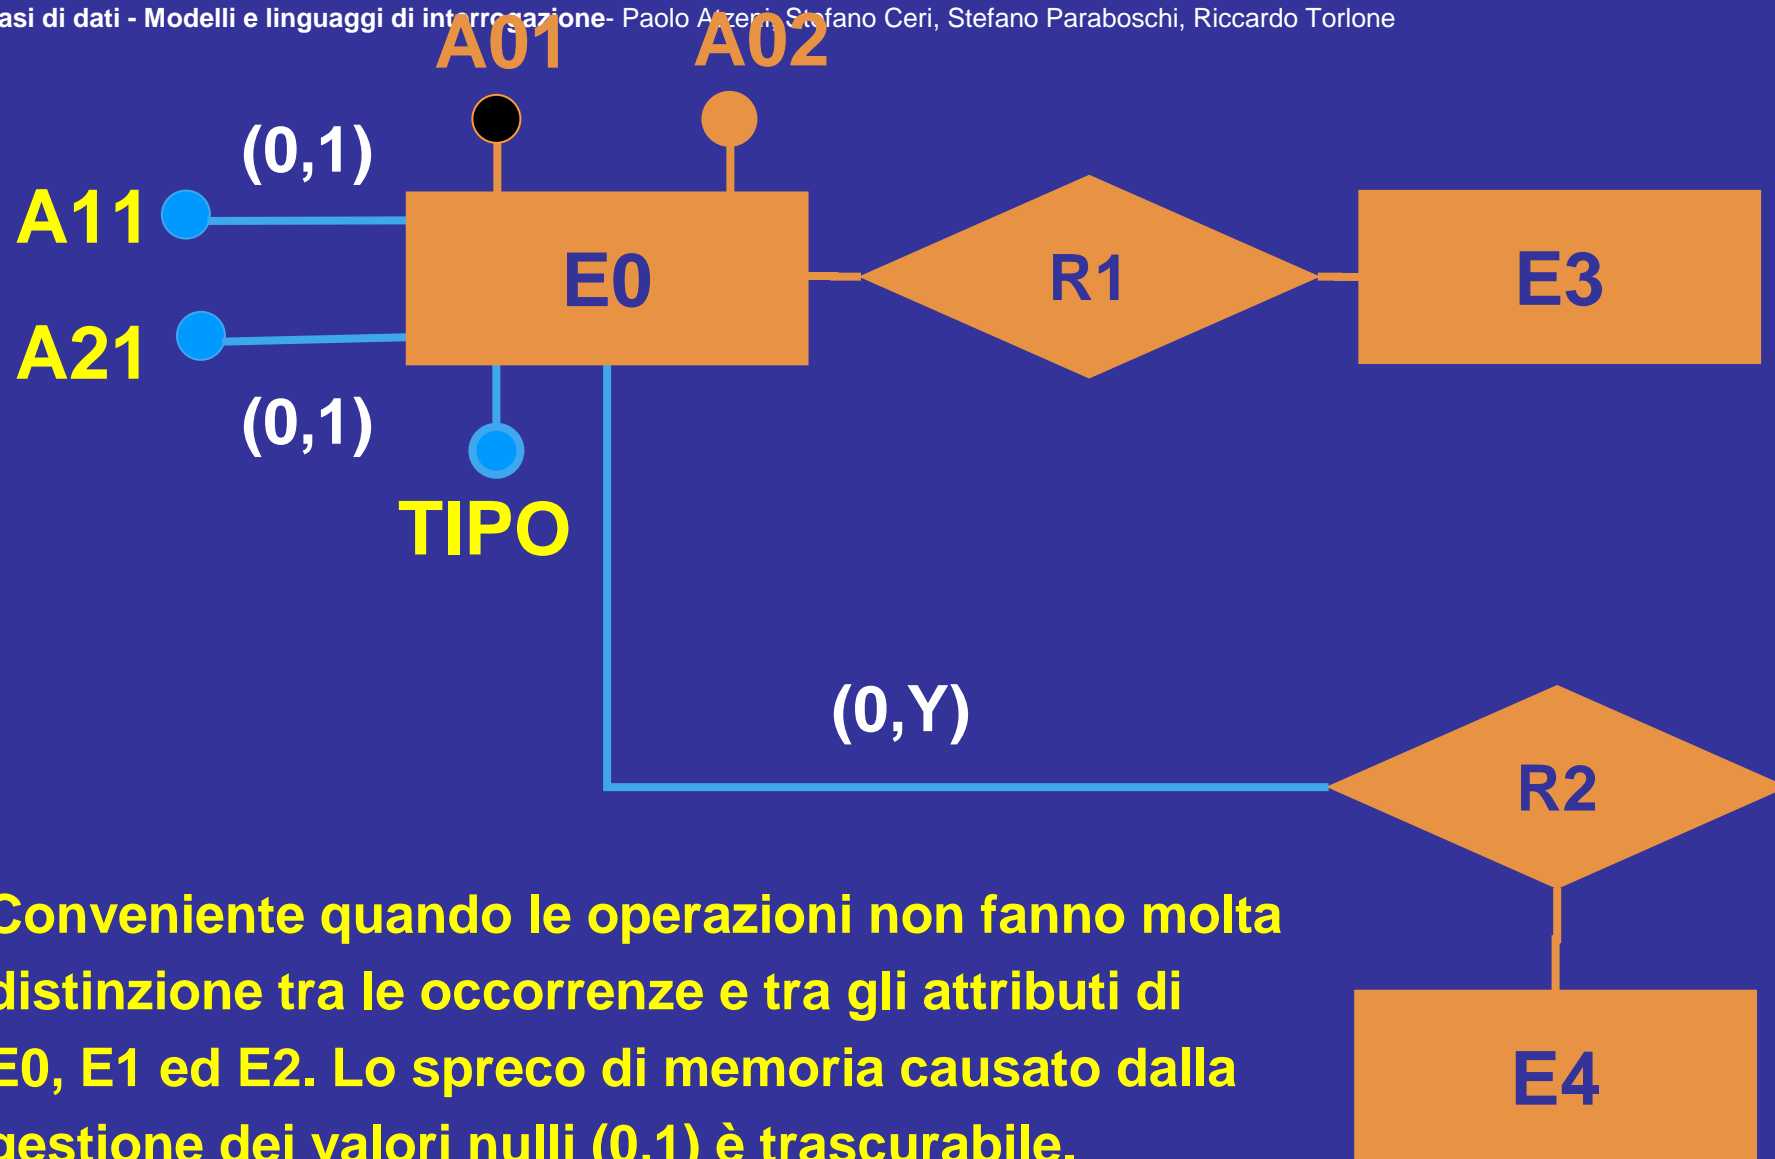 asi di dati - Modelli e linguaggi di interrogazione- Paolo Atzeni, Stefano Ceri, Stefano Paraboschi, Riccardo Torlone
A01
A02
(0,1)
A11
E0
R1
E3
A21
(0,1)
TIPO
(0,Y)
R2
Conveniente quando le operazioni non fanno molta
distinzione tra le occorrenze e tra gli attributi di
E0, E1 ed E2. Lo spreco di memoria causato dalla
gestione dei valori nulli (0,1) è trascurabile.
E4